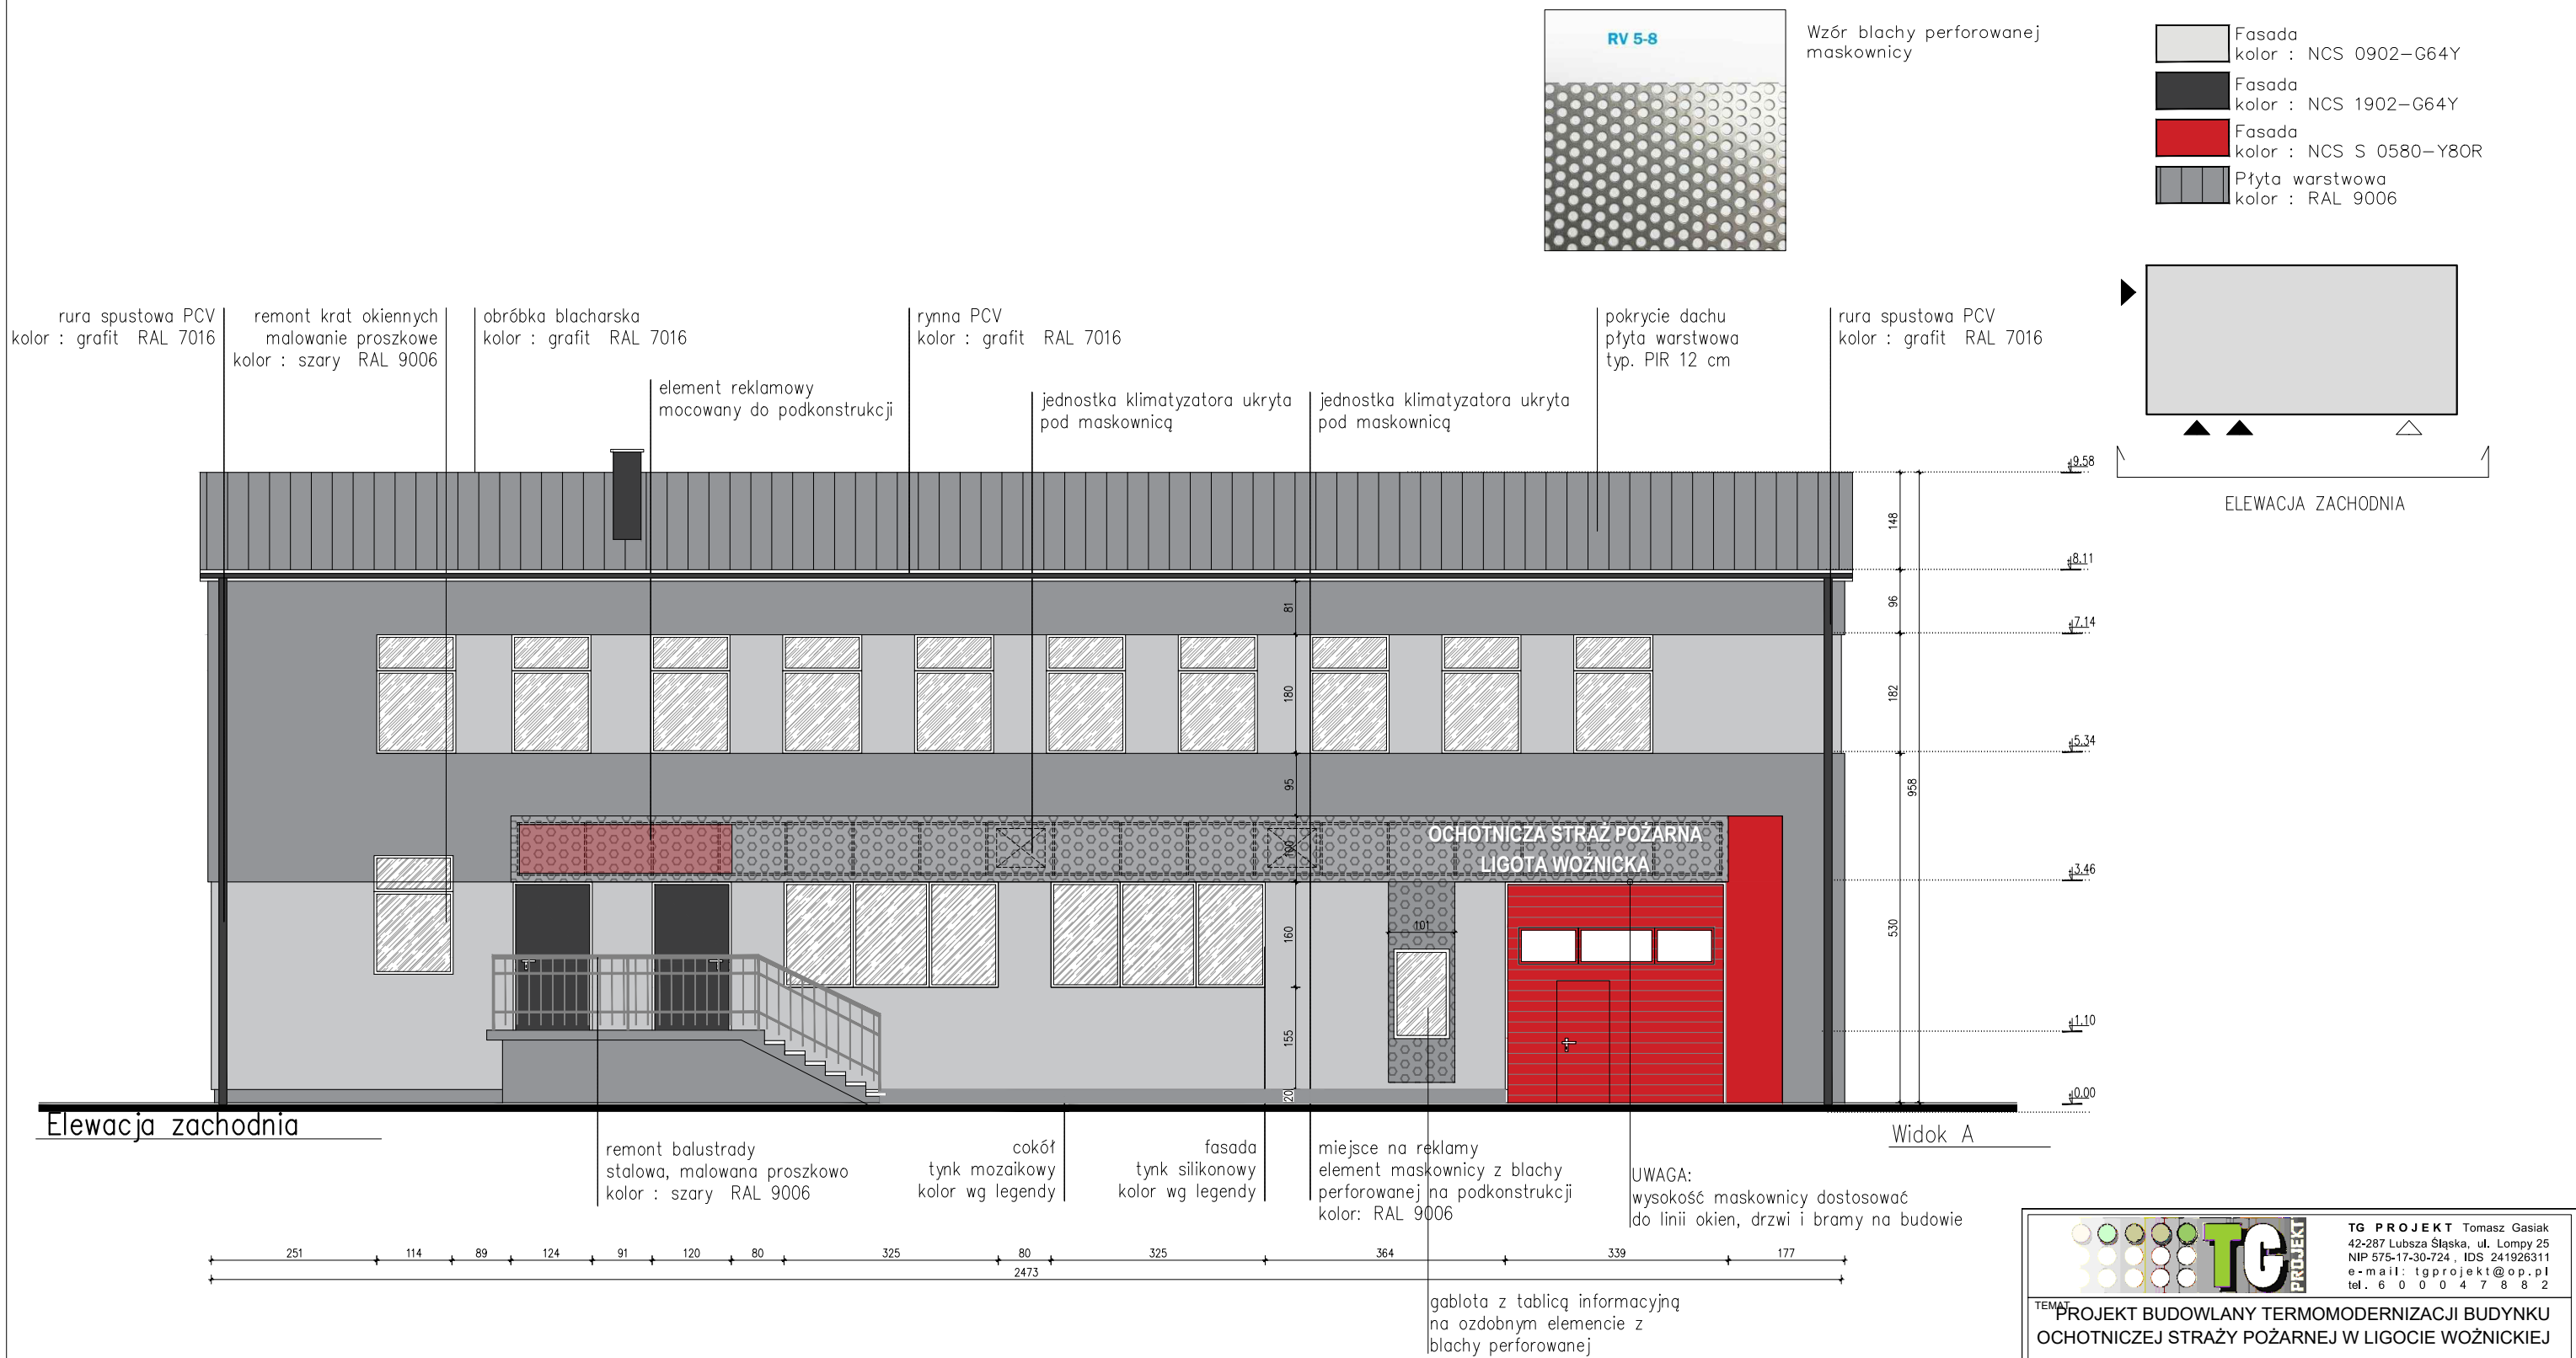 RV 5-8
Wzór blachy perforowanej
maskownicy
Fasada
kolor : NCS 0902-G64Y
Fasada
kolor : NCS 1902-G64Y
Fasada
kolor : NCS S 0580-Y80R
Płyta warstwowa
kolor : RAL 9006
rura spustowa PCV
kolor : grafit RAL 7016
remont krat okiennych
malowanie proszkowe
kolor : szary RAL 9006
obróbka blacharska
kolor : grafit RAL 7016
element reklamowy
mocowany do podkonstrukcji
rynna PCV
kolor : grafit RAL 7016
jednostka klimatyzatora ukryta
pod maskownicą
jednostka klimatyzatora ukryta
pod maskownicą
pokrycie dachu
płyta warstwowa
typ. PIR 12 cm
rura spustowa PCV
kolor : grafit RAL 7016
ELEWACJA ZACHODNIA
+9.58
148
+8.11
81
96
+7.14
180
182
+5.34
95
958
OCHOTNICZA STRAŻ POŻARNA
LIGOTA WOŹNICKA
100
+3.46
101
160
530
155
+1.10
20
±0.00
Elewacja zachodnia
Widok A
remont balustrady
stalowa, malowana proszkowo
kolor : szary RAL 9006
cokół
tynk mozaikowy
kolor wg legendy
fasada
tynk silikonowy
kolor wg legendy
miejsce na reklamy
element maskownicy z blachy
perforowanej na podkonstrukcji
kolor: RAL 9006
UWAGA:
wysokość maskownicy dostosować
do linii okien, drzwi i bramy na budowie
251 114 89 124 91 120 80 325 80 325 364 339 177
2473
gablota z tablicą informacyjną
na ozdobnym elemencie z
blachy perforowanej
TG PROJEKT
TG PROJEKT Tomasz Gasiak
42-287 Lubsza Śląska, ul. Lompy 25
NIP 575-17-30-724 , IDS 241926311
e-mail: tgprojekt@op.pl
tel. 600047882
TEMAT
PROJEKT BUDOWLANY TERMOMODERNIZACJI BUDYNKU
OCHOTNICZEJ STRAŻY POŻARNEJ W LIGOCIE WOŹNICKIEJ